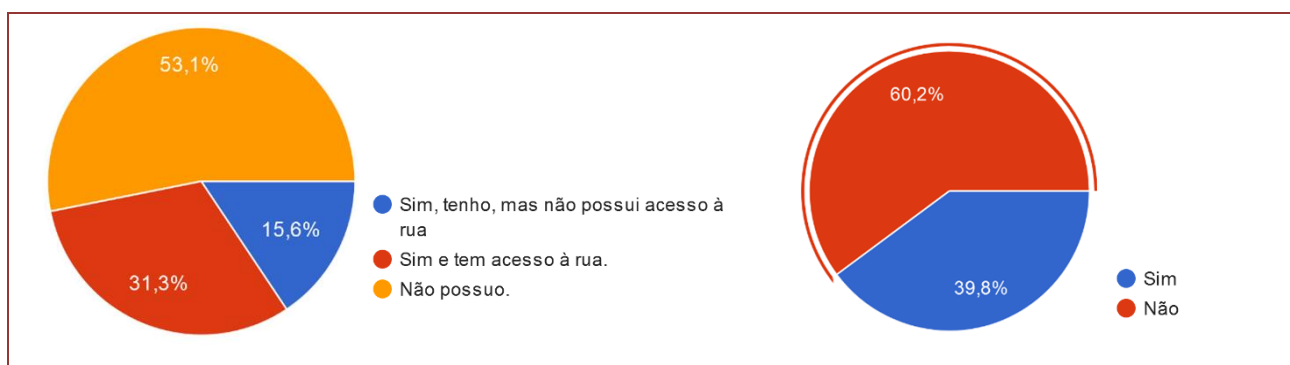 53,1%
15,6%
31,3%
Sim, tenho, mas não possui acesso à
rua
Sim e tem acesso à rua.
Não possuo.
60,2%
39,8%
Sim
Não